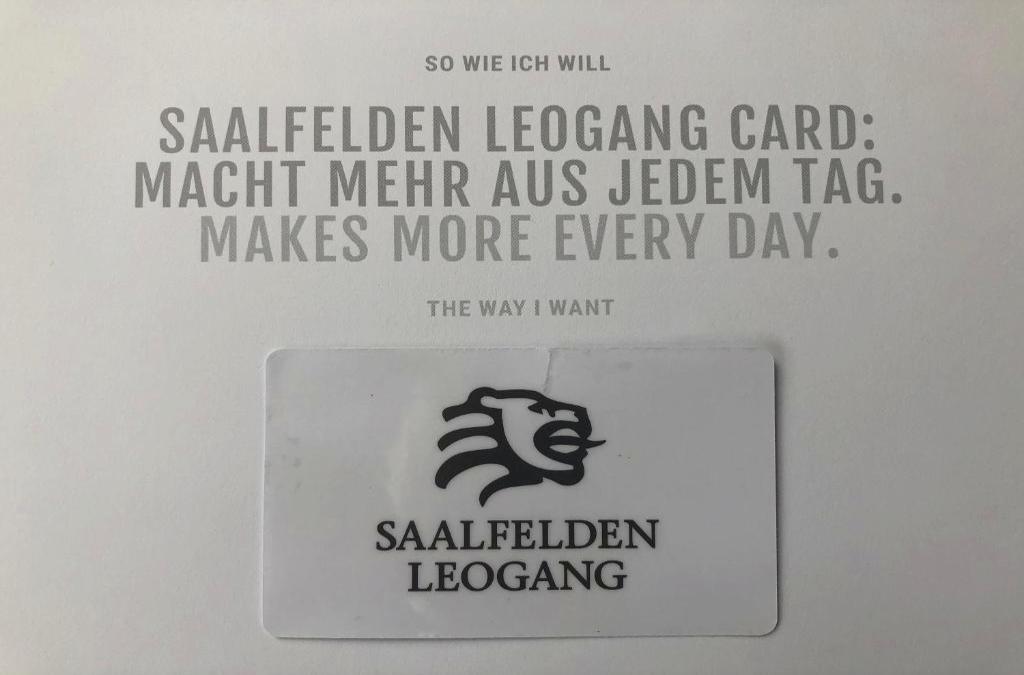 SO WIE ICH WILL
SAALFELDEN LEOGANG CARD:
MACHT MEHR AUS JEDEM TAG.
MAKES MORE EVERY DAY.
THE WAY I WANT
SAALFELDEN
LEOGANG